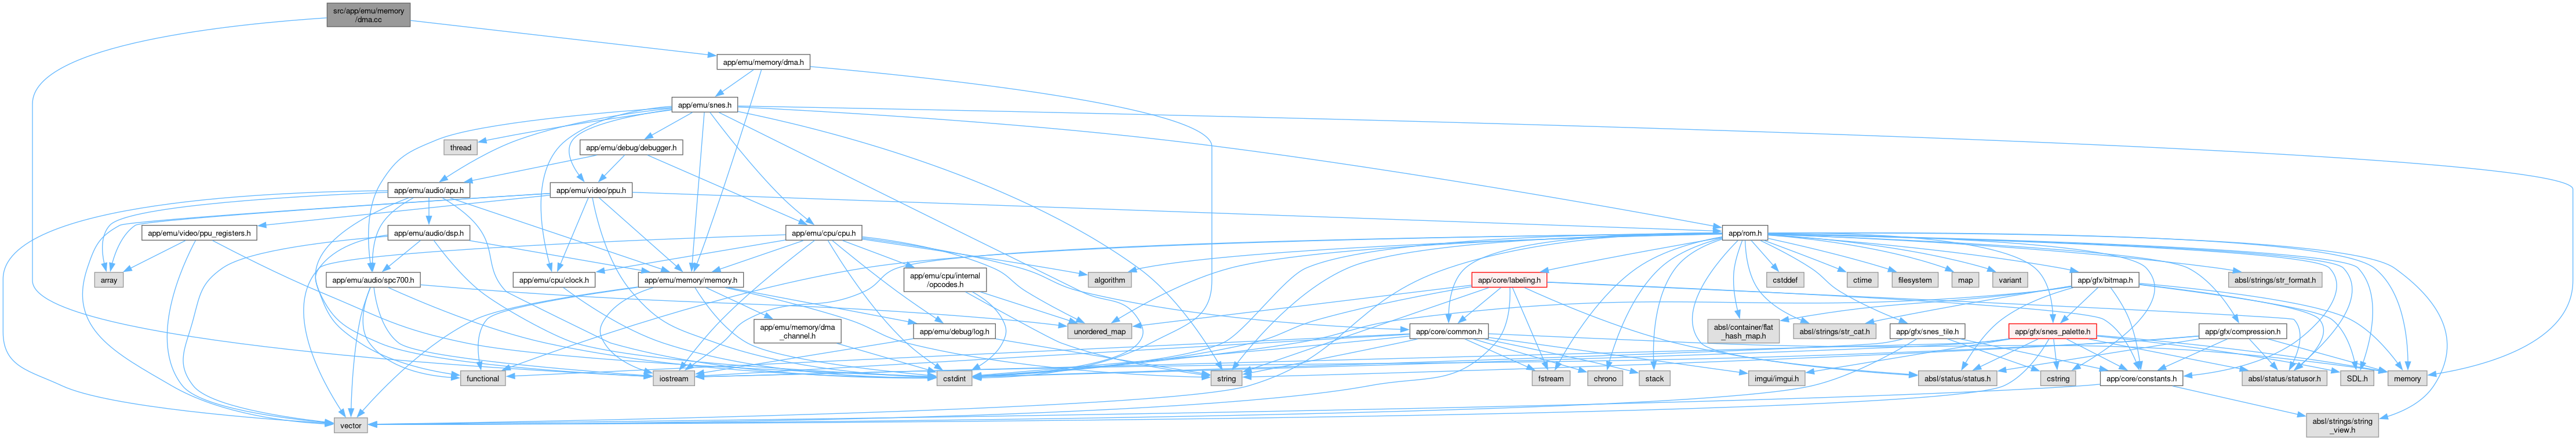 src/app/emu/memory
/dma.cc
app/emu/memory/dma.h
app/emu/snes.h
thread
app/emu/debug/debugger.h
app/emu/audio/apu.h
app/emu/video/ppu.h
app/emu/video/ppu_registers.h
app/emu/audio/dsp.h
app/emu/cpu/cpu.h
app/rom.h
array
app/emu/audio/spc700.h
app/emu/cpu/clock.h
app/emu/memory/memory.h
app/emu/cpu/internal
/opcodes.h
algorithm
app/core/labeling.h
cstddef
ctime
filesystem
map
variant
app/gfx/bitmap.h
absl/strings/str_format.h
app/emu/memory/dma
_channel.h
app/emu/debug/log.h
unordered_map
app/core/common.h
absl/container/flat
_hash_map.h
absl/strings/str_cat.h
app/gfx/snes_tile.h
app/gfx/snes_palette.h
app/gfx/compression.h
functional
iostream
cstdint
string
fstream
chrono
stack
imgui/imgui.h
absl/status/status.h
cstring
app/core/constants.h
absl/status/statusor.h
SDL.h
memory
vector
absl/strings/string
_view.h